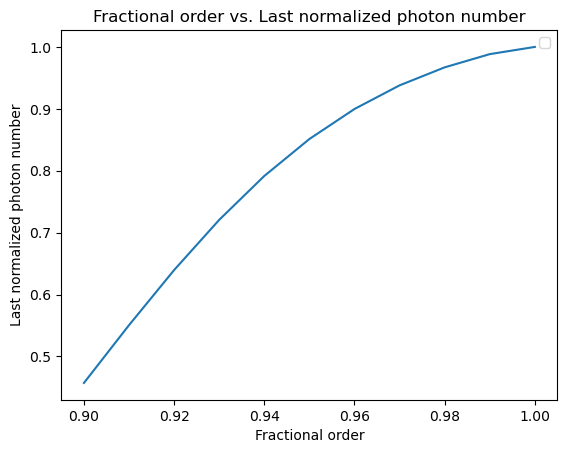 Fractional order vs. Last normalized photon number
Last normalized photon number
1.0
0.9
0.8
0.7
0.6
0.5
0.90 0.92 0.94 0.96 0.98 1.00
Fractional order